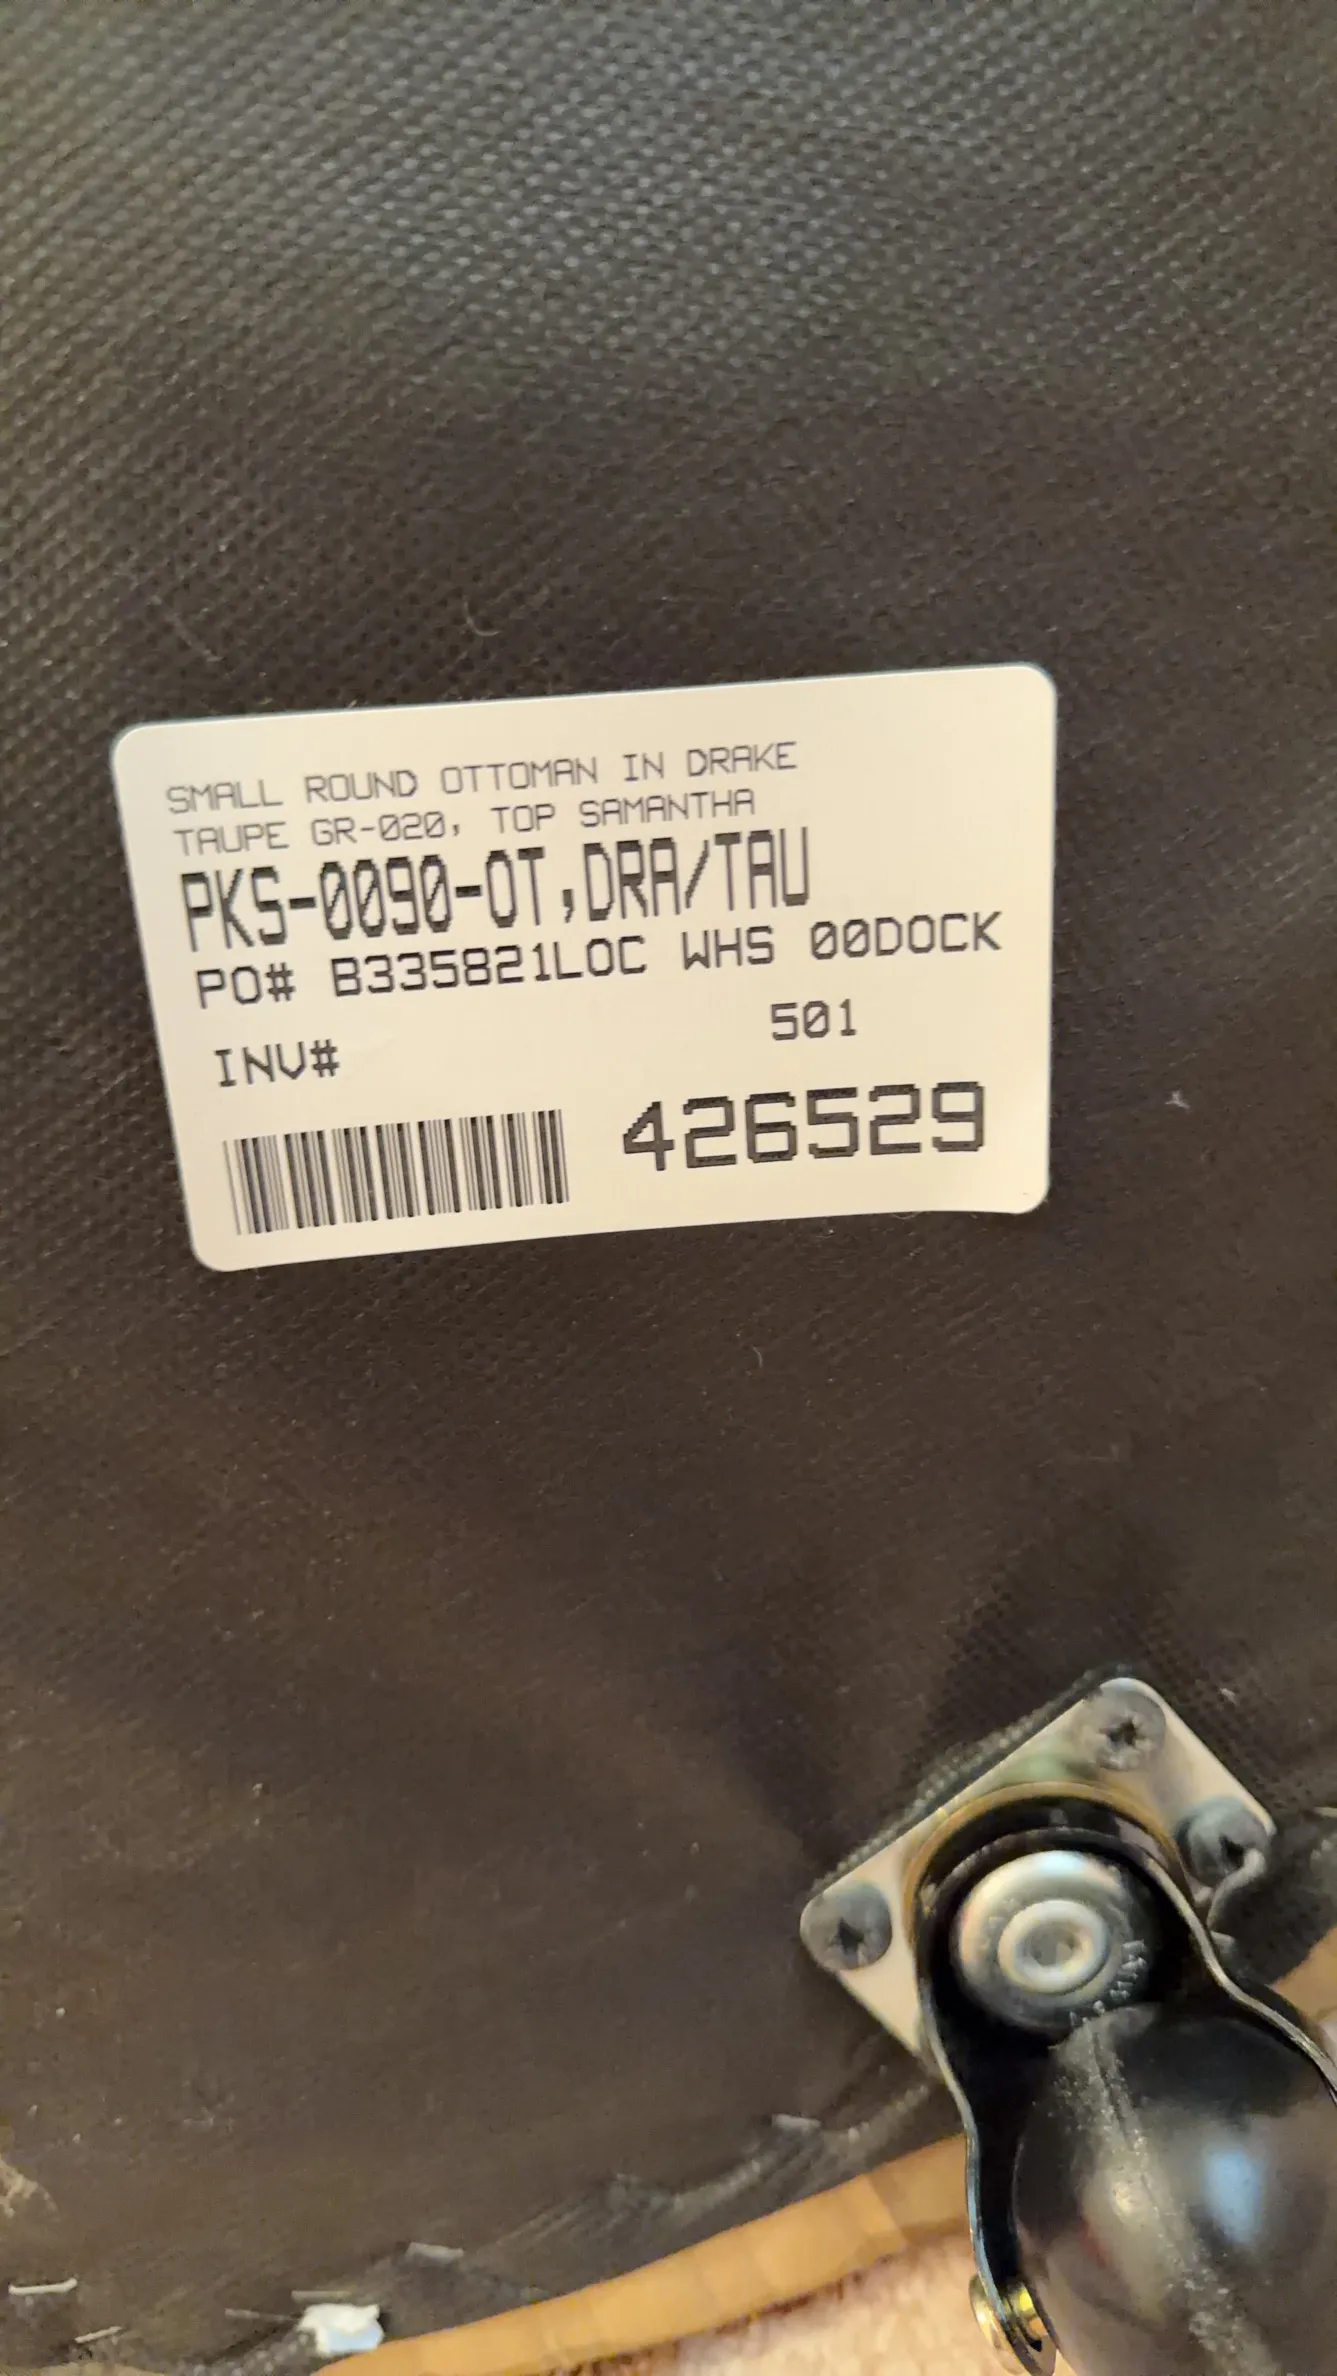 SMALL ROUND OTTOMAN IN DRAKE
TAUPE GR-020, TOP SAMANTHA
PKS-0090-OT,DRA/TAU
PO# B335821LOC WHS 00DOCK
501
INV#
426529